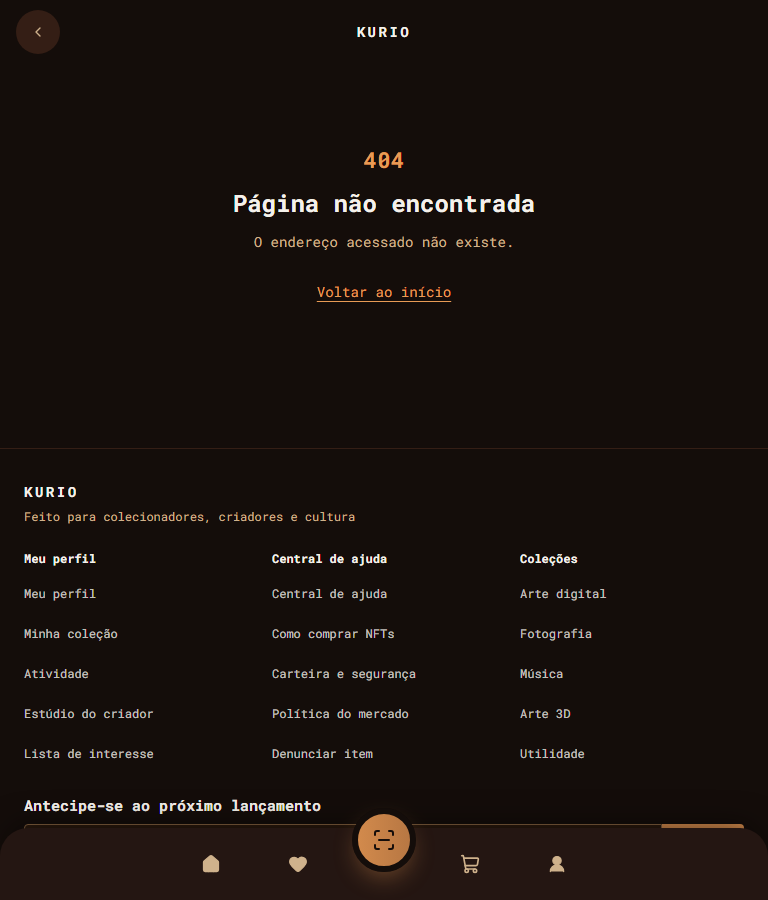 KURIO
404
Página não encontrada
O endereço acessado não existe.
Voltar ao início
KURIO
Feito para colecionadores, criadores e cultura
Meu perfil
Meu perfil
Minha coleção
Atividade
Estúdio do criador
Lista de interesse
Central de ajuda
Central de ajuda
Como comprar NFTs
Carteira e segurança
Política do mercado
Denunciar item
Coleções
Arte digital
Fotografia
Música
Arte 3D
Utilidade
Antecipe-se ao próximo lançamento